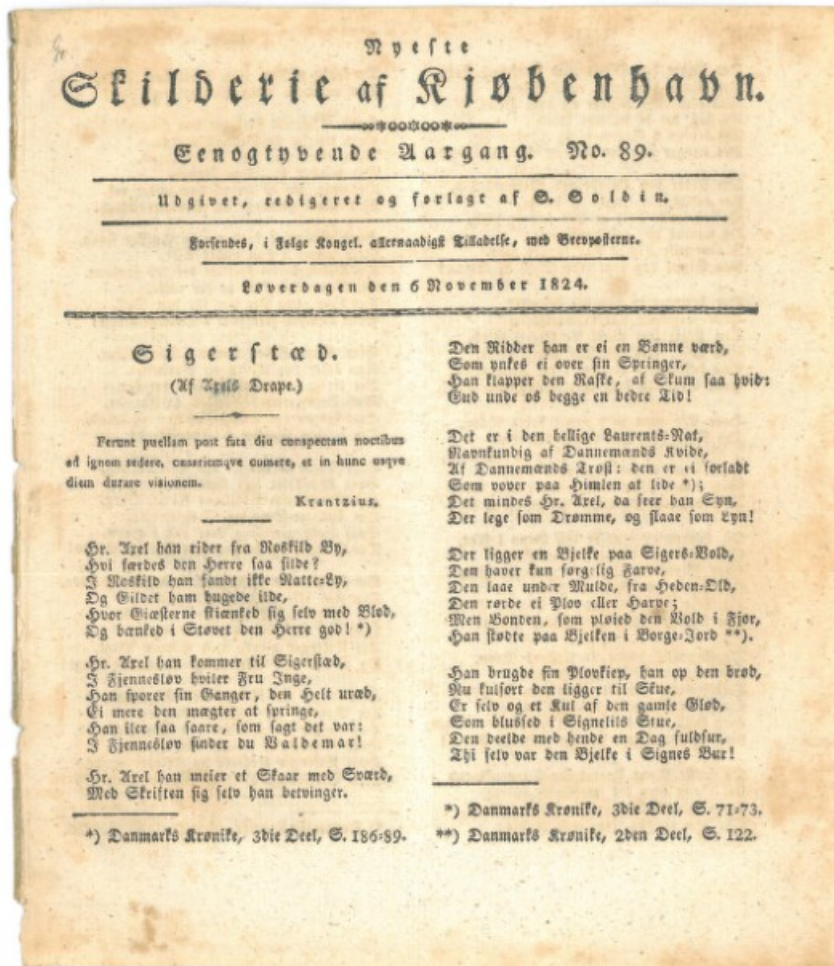 Nyeste
Skilderie af Kjøbenhavn.
Eenogtyvende Aargang. No. 89.
Udgivet, redigeret og forlagt af S. Soldin.
Forsendes, i Følge Kongel. allernaadigst Tilladelse, med Brevposterne.
Løverdagen den 6 November 1824.
Sigerstæd.
(Af Axels Drape.)
Ferunt puellam post fata diu conspectam noctibus
ad ignem sedere, cæsariemqve comere, et in hunc usqve
diem durare visionem.
Krantzius.
Hr. Axel han rider fra Roskild By,
Hvi færdes den Herre saa silde?
I Roskild han fandt ikke Natte-Ly,
Og Gildet ham hugede ilde,
Hvor Giæsterne skiænked sig selv med Blod,
Og bænked i Støvet den Herre god! *)
Hr. Axel han kommer til Sigerstæd,
I Fjennesløv hviler Fru Inge,
Han sporer sin Ganger, den Helt uræd,
Ei mere den mægter at springe,
Han iler saa saare, som sagt det var:
I Fjennesløv finder du Valdemar!
Hr. Axel han meier et Skaar med Sværd,
Med Skriften sig selv han betvinger.
*) Danmarks Krønike, 3die Deel, S. 186-89.
Den Ridder han er ei en Bønne værd,
Som ynkes ei over sin Springer,
Han klapper den Raske, af Skum saa hvid:
Gud unde os begge en bedre Tid!
Det er i den hellige Laurents-Nat,
Navnkundig af Dannemænds Kvide,
Af Dannemænds Trøst: den er ei forladt
Som vover paa Himlen at lide *);
Det mindes Hr. Axel, da seer han Syn,
Der lege som Drømme, og slaae som Lyn!
Der ligger en Bjelke paa Sigers-Vold,
Den haver kun sørgelig Farve,
Den laae under Mulde, fra Heden-Old,
Den rørde ei Plov eller Harve;
Men Bonden, som pløied den Vold i Fjor,
Han stødte paa Bjelken i Borge-Jord **).
Han brugde sin Plovkiep, han op den brød,
Nu kulsort den ligger til Skue,
Er selv og et Kul af den gamle Glød,
Som blussed i Signelils Stue,
Den deelde med hende en Dag fuldsur,
Thi selv var den Bjelke i Signes Bur!
*) Danmarks Krønike, 3die Deel, S. 71-73.
**) Danmarks Krønike, 2den Deel, S. 122.